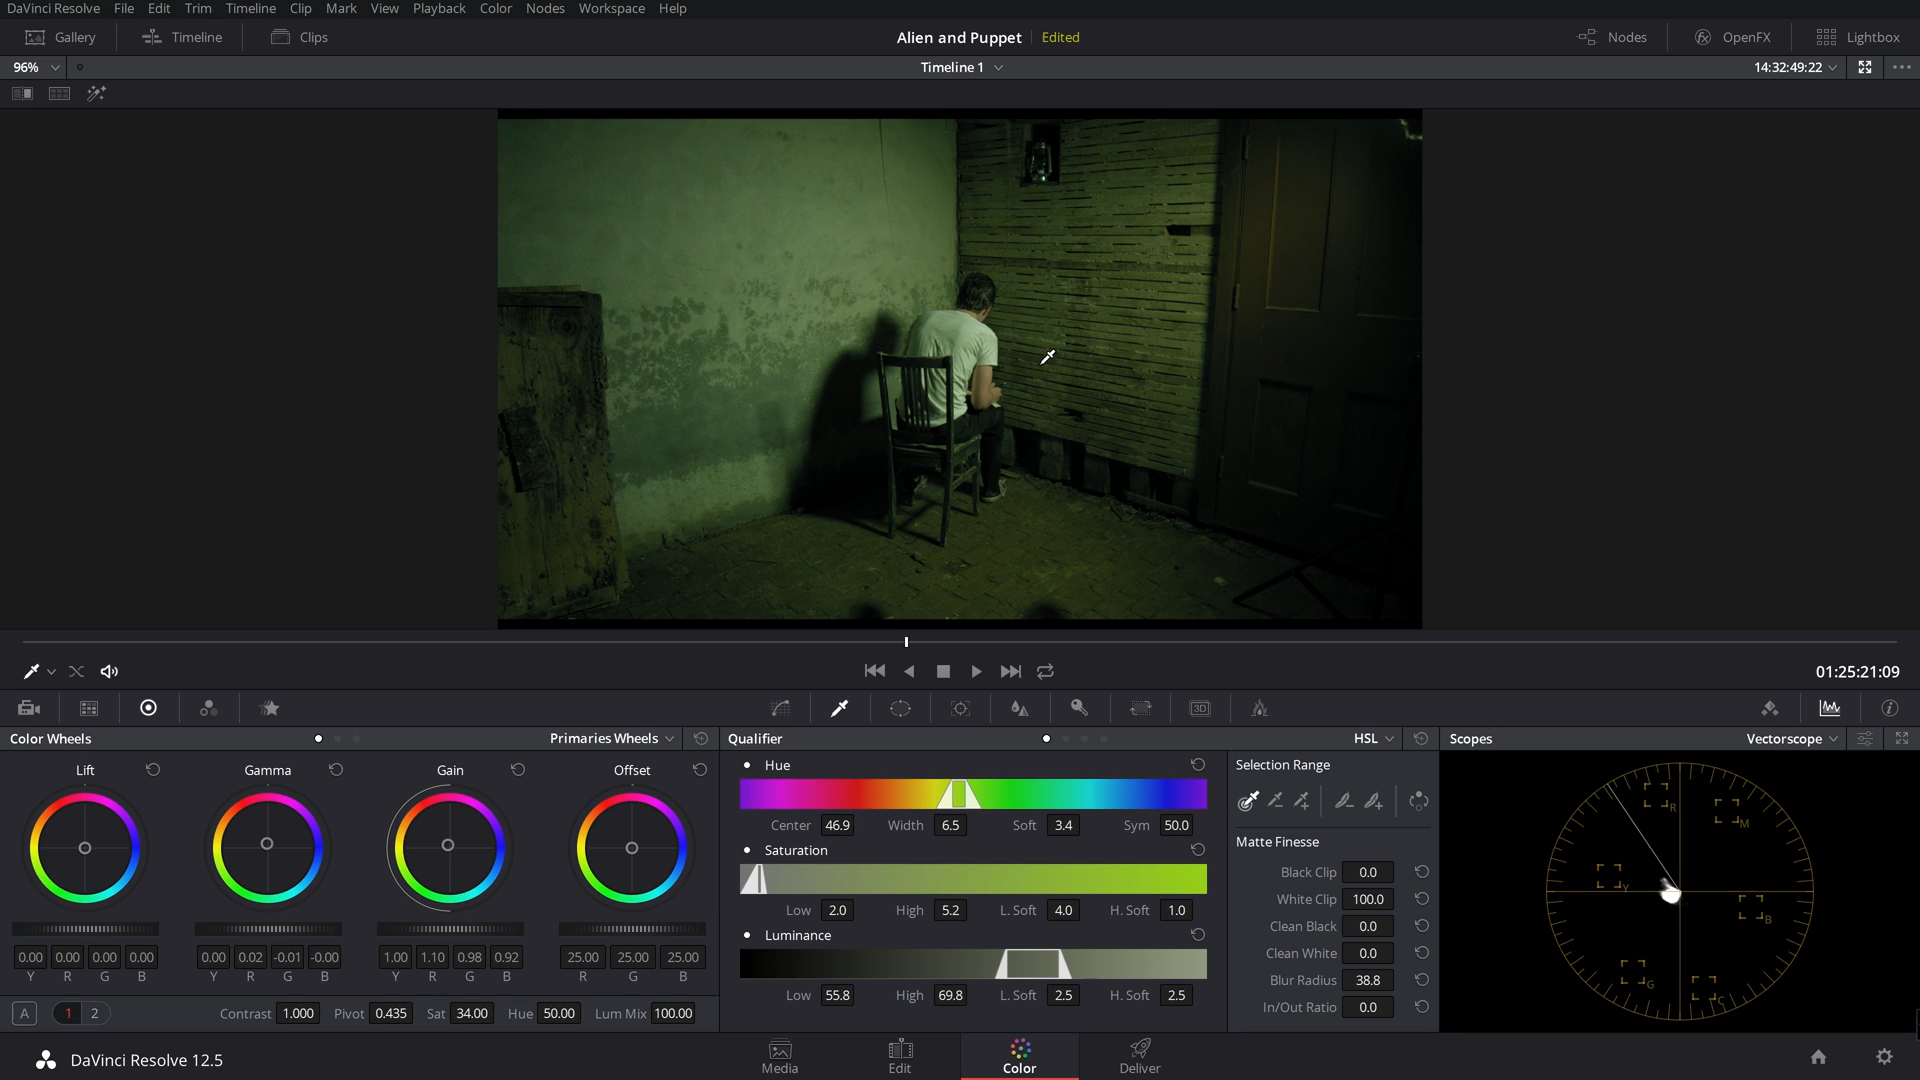 DaVinci Resolve File Edit Trim Timeline Clip Mark View Playback Color Nodes Workspace Help
Gallery Timeline Clips Alien and Puppet Edited Nodes OpenFX Lightbox
96% Timeline 1 14:32:49:22
01:25:21:09
3D
Color Wheels Primaries Wheels Qualifier HSL Scopes Vectorscope
Lift Gamma Gain Offset
Hue
Center 46.9 Width 6.5 Soft 3.4 Sym 50.0
Saturation
Low 2.0 High 5.2 L. Soft 4.0 H. Soft 1.0
Luminance
Low 55.8 High 69.8 L. Soft 2.5 H. Soft 2.5
0.00 0.00 0.00 0.00 0.00 0.02 -0.01 -0.00 1.00 1.10 0.98 0.92 25.00 25.00 25.00
Y R G B Y R G B Y R G B R G B
A 1 2 Contrast 1.000 Pivot 0.435 Sat 34.00 Hue 50.00 Lum Mix 100.00
Selection Range
Matte Finesse
Black Clip 0.0
White Clip 100.0
Clean Black 0.0
Clean White 0.0
Blur Radius 38.8
In/Out Ratio 0.0
R M
Y B
G C
DaVinci Resolve 12.5 Media Edit Color Deliver